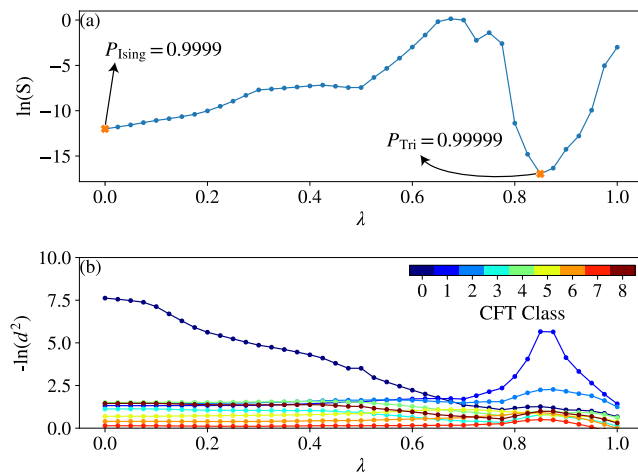 (a)
P_Ising = 0.9999
P_Tri = 0.99999
ln(S)
0
−5
−10
−15
0.0 0.2 0.4 0.6 0.8 1.0
λ
(b)
-ln(d²)
10.0
7.5
5.0
2.5
0.0
0 1 2 3 4 5 6 7 8
CFT Class
0.0 0.2 0.4 0.6 0.8 1.0
λ